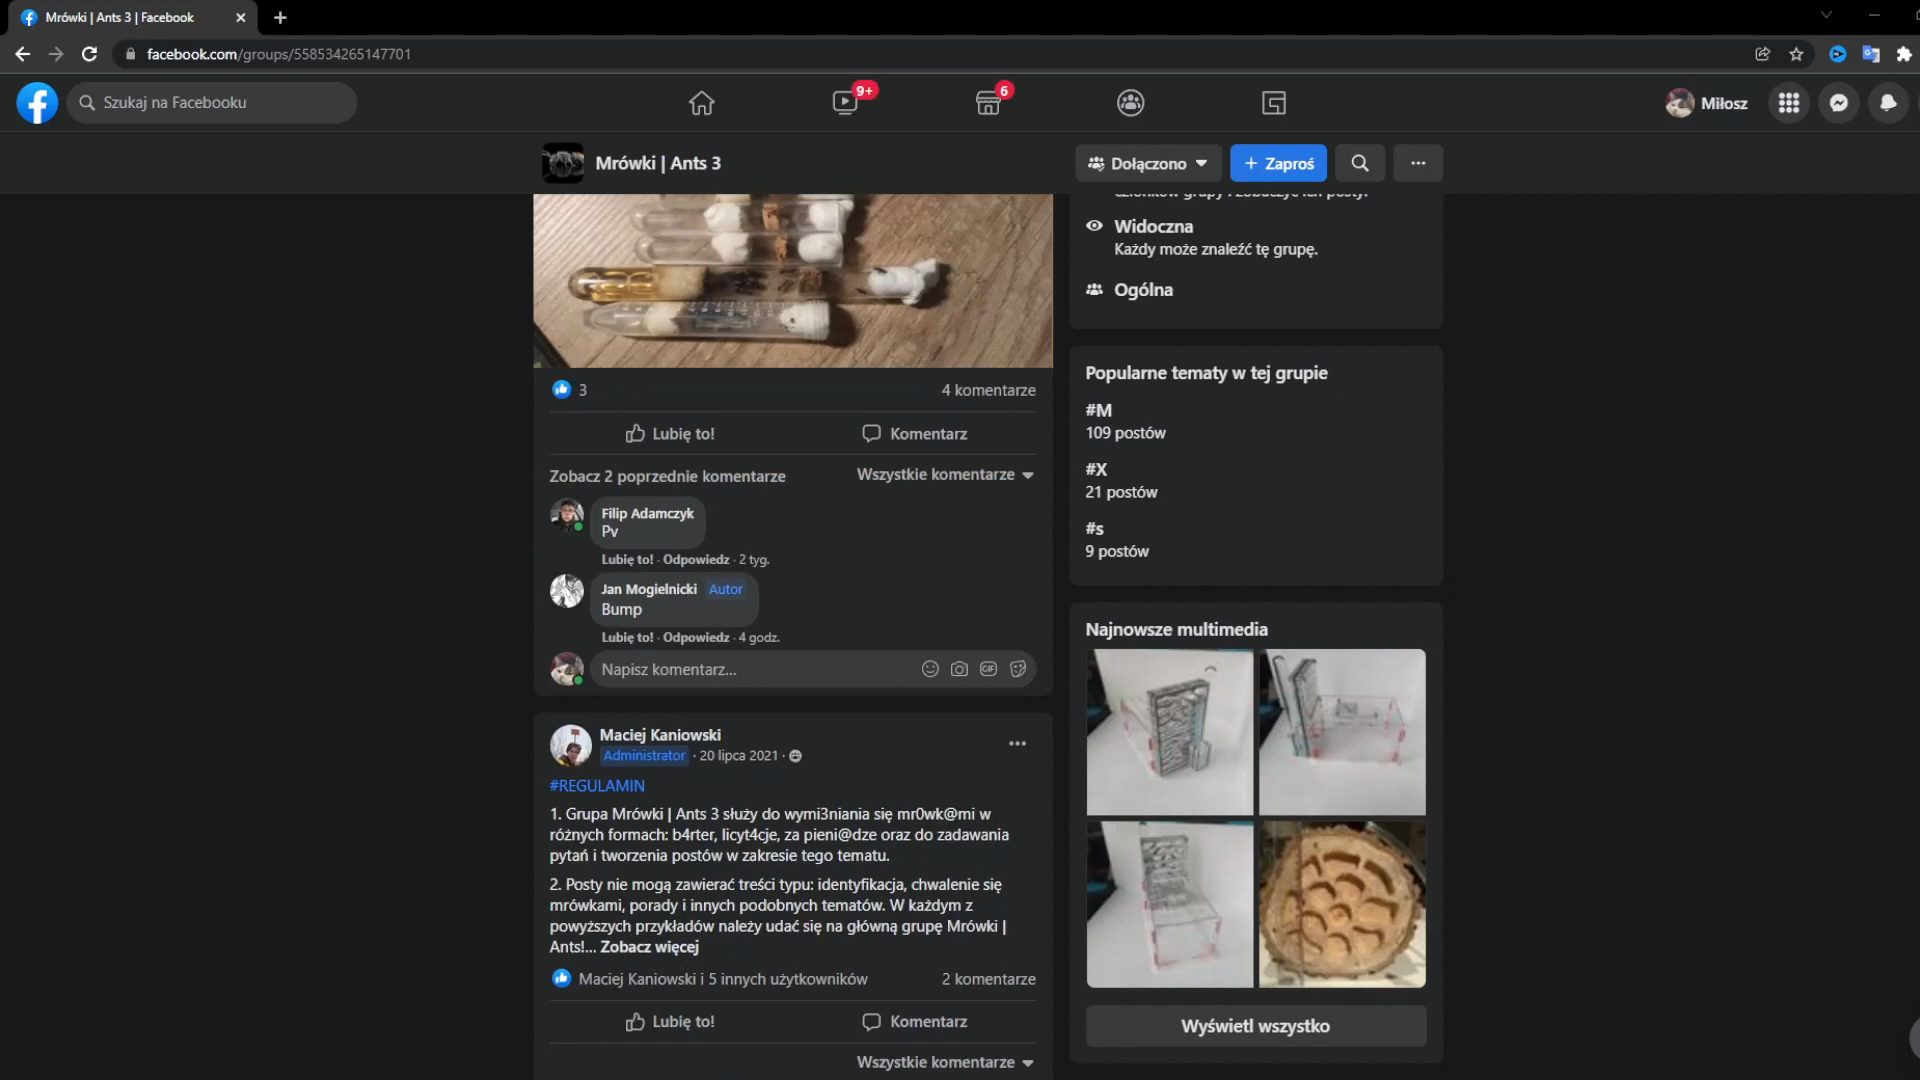 Mrówki | Ants 3 | Facebook
facebook.com/groups/558534265147701
Szukaj na Facebooku
9+
6
Miłosz
Mrówki | Ants 3
Dołączono
+ Zaproś
Widoczna
Każdy może znaleźć tę grupę.
Ogólna
3
4 komentarze
Lubię to!
Komentarz
Zobacz 2 poprzednie komentarze
Wszystkie komentarze
Filip Adamczyk
Pv
Lubię to! · Odpowiedz · 2 tyg.
Jan Mogielnicki Autor
Bump
Lubię to! · Odpowiedz · 4 godz.
Napisz komentarz...
GIF
Maciej Kaniowski
Administrator · 20 lipca 2021 ·
#REGULAMIN
1. Grupa Mrówki | Ants 3 służy do wymi3niania się mr0wk@mi w
różnych formach: b4rter, licyt4cje, za pieni@dze oraz do zadawania
pytań i tworzenia postów w zakresie tego tematu.
2. Posty nie mogą zawierać treści typu: identyfikacja, chwalenie się
mrówkami, porady i innych podobnych tematów. W każdym z
powyższych przykładów należy udać się na główną grupę Mrówki |
Ants!... Zobacz więcej
Maciej Kaniowski i 5 innych użytkowników
2 komentarze
Lubię to!
Komentarz
Wszystkie komentarze
Popularne tematy w tej grupie
#M
109 postów
#X
21 postów
#s
9 postów
Najnowsze multimedia
Wyświetl wszystko